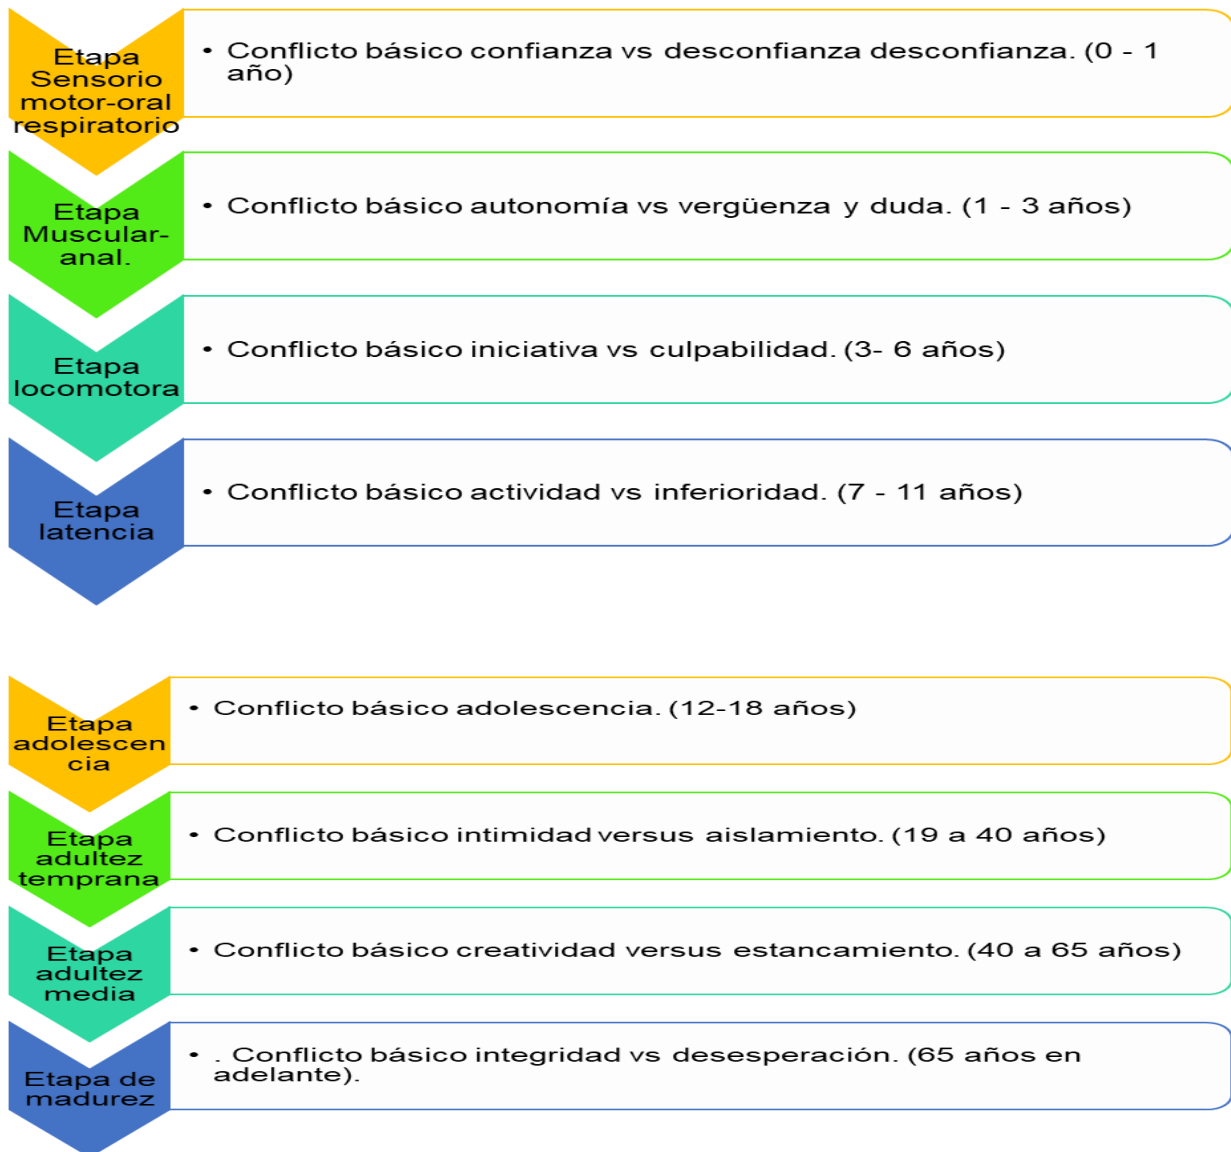 Etapa
Sensorio
motor-oral
respiratorio
• Conflicto básico confianza vs desconfianza desconfianza. (0 - 1
año)
Etapa
Muscular-
anal.
• Conflicto básico autonomía vs vergüenza y duda. (1 - 3 años)
Etapa
locomotora
• Conflicto básico iniciativa vs culpabilidad. (3- 6 años)
Etapa
latencia
• Conflicto básico actividad vs inferioridad. (7 - 11 años)
Etapa
adolescen
cia
• Conflicto básico adolescencia. (12-18 años)
Etapa
adultez
temprana
• Conflicto básico intimidad versus aislamiento. (19 a 40 años)
Etapa
adultez
media
• Conflicto básico creatividad versus estancamiento. (40 a 65 años)
Etapa de
madurez
• . Conflicto básico integridad vs desesperación. (65 años en
adelante).